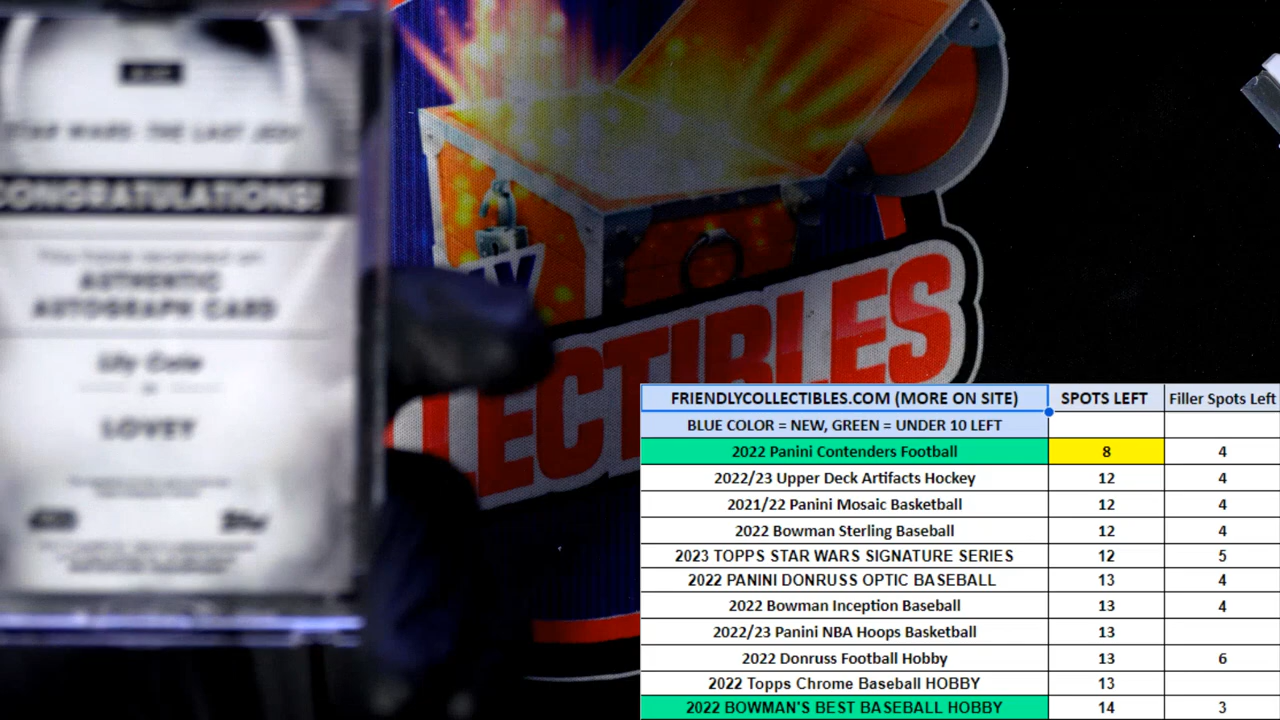 STAR WARS: THE LAST JEDI
CONGRATULATIONS!
AUTHENTIC
AUTOGRAPH CARD
Lily Cole
LOVEY
LY
LECTIBLES
FRIENDLYCOLLECTIBLES.COM (MORE ON SITE) SPOTS LEFT Filler Spots Left
BLUE COLOR = NEW, GREEN = UNDER 10 LEFT
2022 Panini Contenders Football 8 4
2022/23 Upper Deck Artifacts Hockey 12 4
2021/22 Panini Mosaic Basketball 12 4
2022 Bowman Sterling Baseball 12 4
2023 TOPPS STAR WARS SIGNATURE SERIES 12 5
2022 PANINI DONRUSS OPTIC BASEBALL 13 4
2022 Bowman Inception Baseball 13 4
2022/23 Panini NBA Hoops Basketball 13
2022 Donruss Football Hobby 13 6
2022 Topps Chrome Baseball HOBBY 13
2022 BOWMAN'S BEST BASEBALL HOBBY 14 3